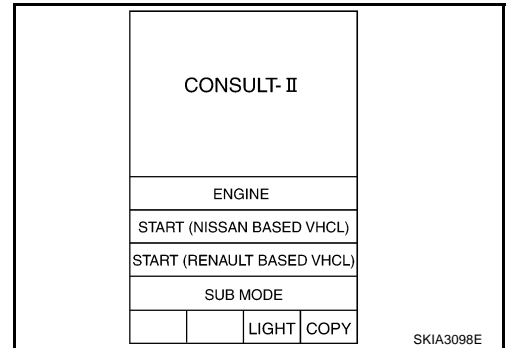 CONSULT-Ⅱ
ENGINE
START (NISSAN BASED VHCL)
START (RENAULT BASED VHCL)
SUB MODE
LIGHT COPY
SKIA3098E